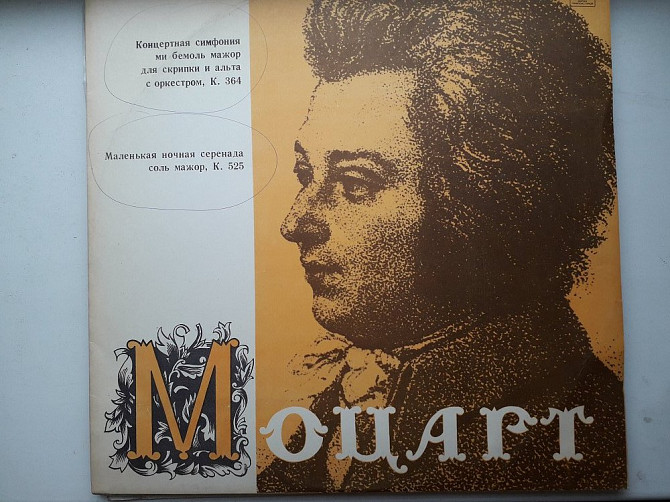 Концертная симфония
ми бемоль мажор
для скрипки и альта
с оркестром, К. 364
Маленькая ночная серенада
соль мажор, К. 525
Моцарт